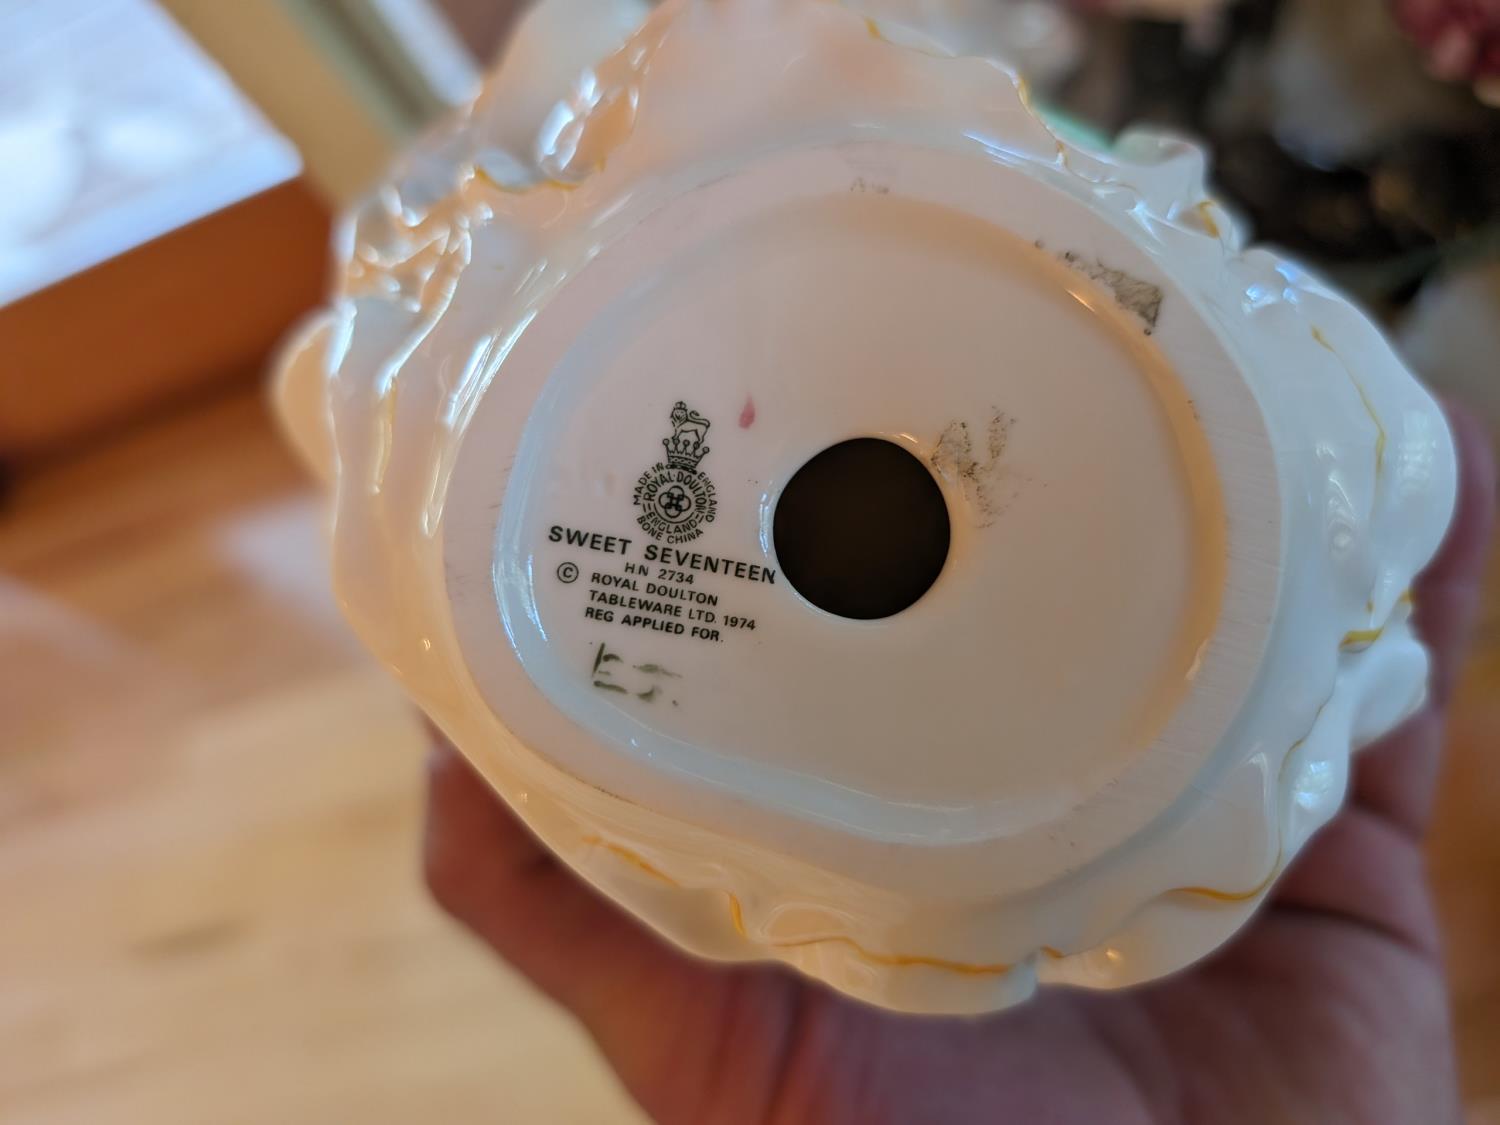 MADE IN ENGLAND
ROYAL·DOULTON
ENGLAND
BONE CHINA
SWEET SEVENTEEN
H.N 2734
© ROYAL DOULTON
TABLEWARE LTD. 1974
REG APPLIED FOR.